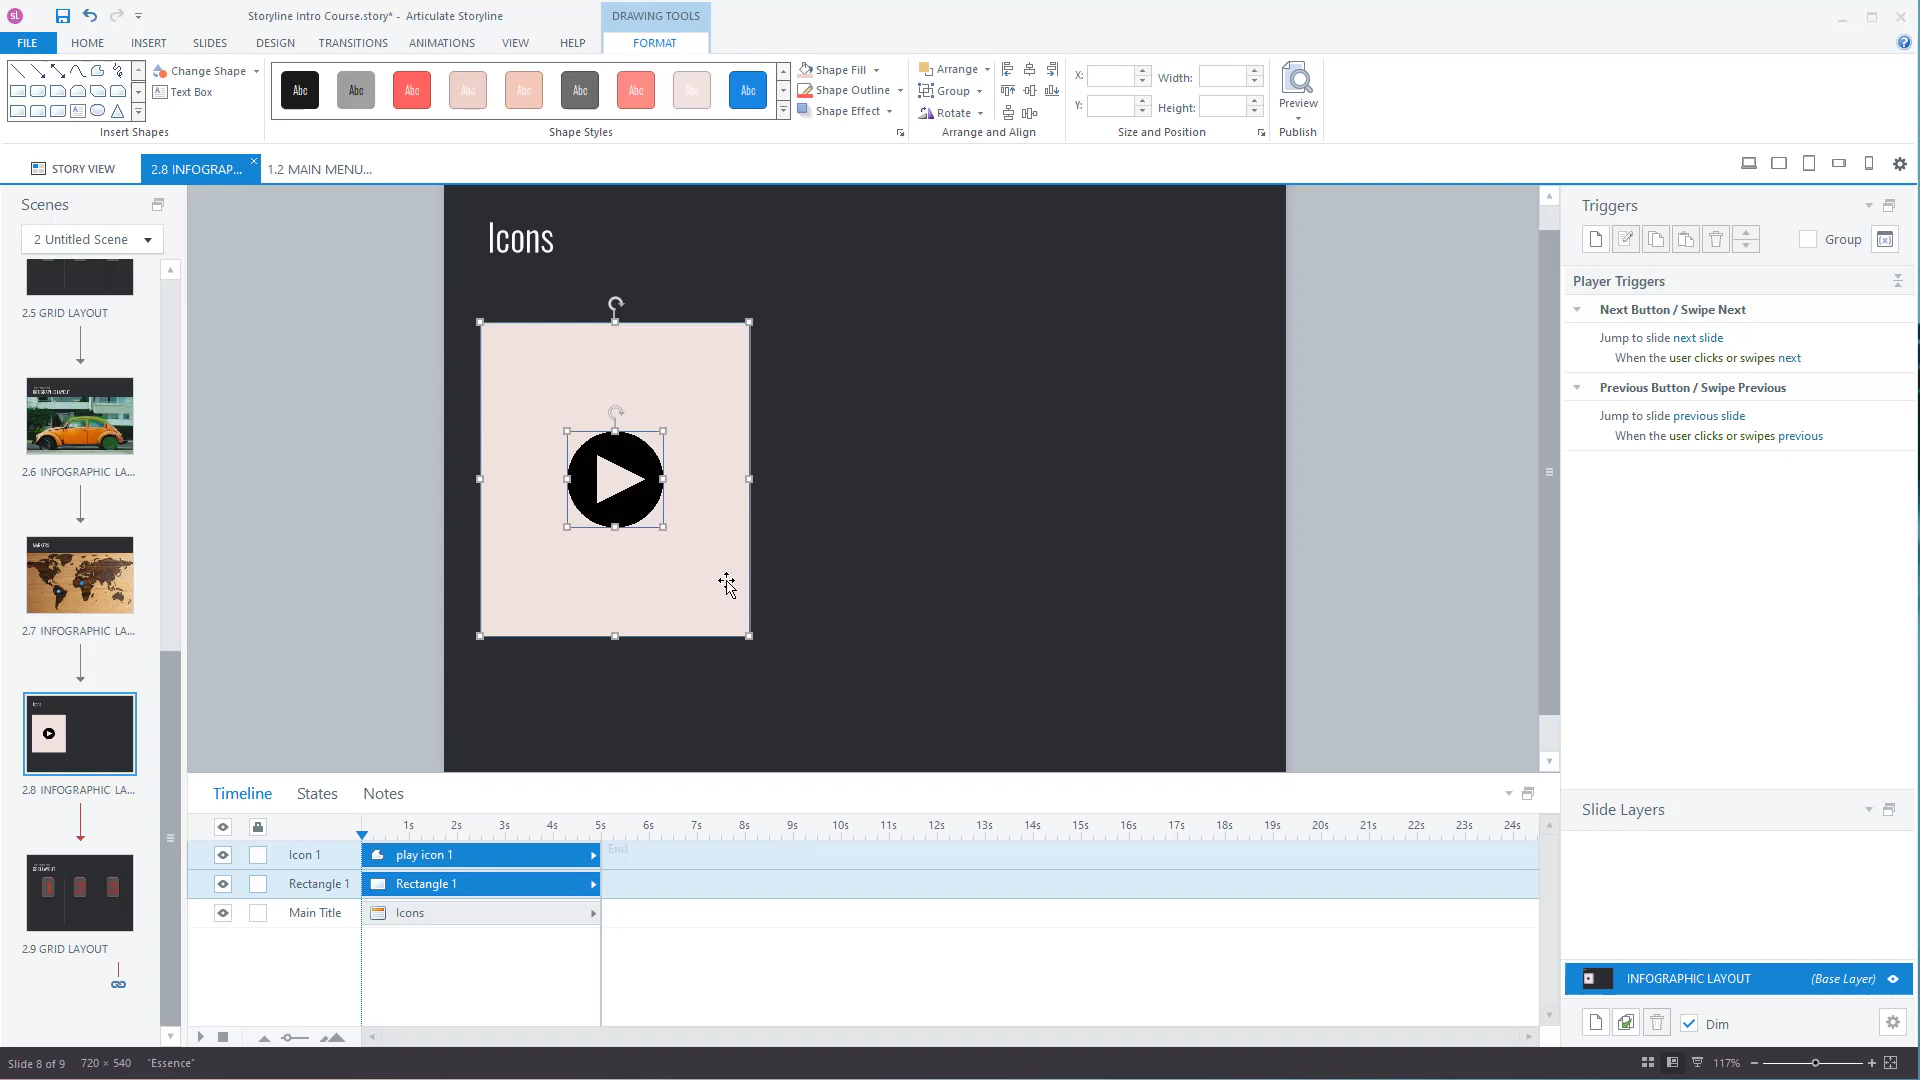 Storyline Intro Course.story* - Articulate Storyline
DRAWING TOOLS
FILE HOME INSERT SLIDES DESIGN TRANSITIONS ANIMATIONS VIEW HELP FORMAT
Change Shape
Text Box
Insert Shapes
Abc Abc Abc Abc Abc Abc Abc Abc Abc
Shape Styles
Shape Fill
Shape Outline
Shape Effect
Arrange
Group
Rotate
Arrange and Align
X: Width:
Y: Height:
Size and Position
Preview
Publish
STORY VIEW
2.8 INFOGRAP...
1.2 MAIN MENU...
Scenes
2 Untitled Scene
2.5 GRID LAYOUT
2.6 INFOGRAPHIC LA...
MARKERS
2.7 INFOGRAPHIC LA...
Icons
2.8 INFOGRAPHIC LA...
1 2 3
2.9 GRID LAYOUT
Icons
Triggers
Group
Player Triggers
Next Button / Swipe Next
Jump to slide next slide
When the user clicks or swipes next
Previous Button / Swipe Previous
Jump to slide previous slide
When the user clicks or swipes previous
Timeline States Notes
1s 2s 3s 4s 5s 6s 7s 8s 9s 10s 11s 12s 13s 14s 15s 16s 17s 18s 19s 20s 21s 22s 23s 24s
Icon 1 play icon 1 End
Rectangle 1 Rectangle 1
Main Title Icons
Slide Layers
INFOGRAPHIC LAYOUT (Base Layer)
Dim
Slide 8 of 9 720 × 540 "Essence"
117%